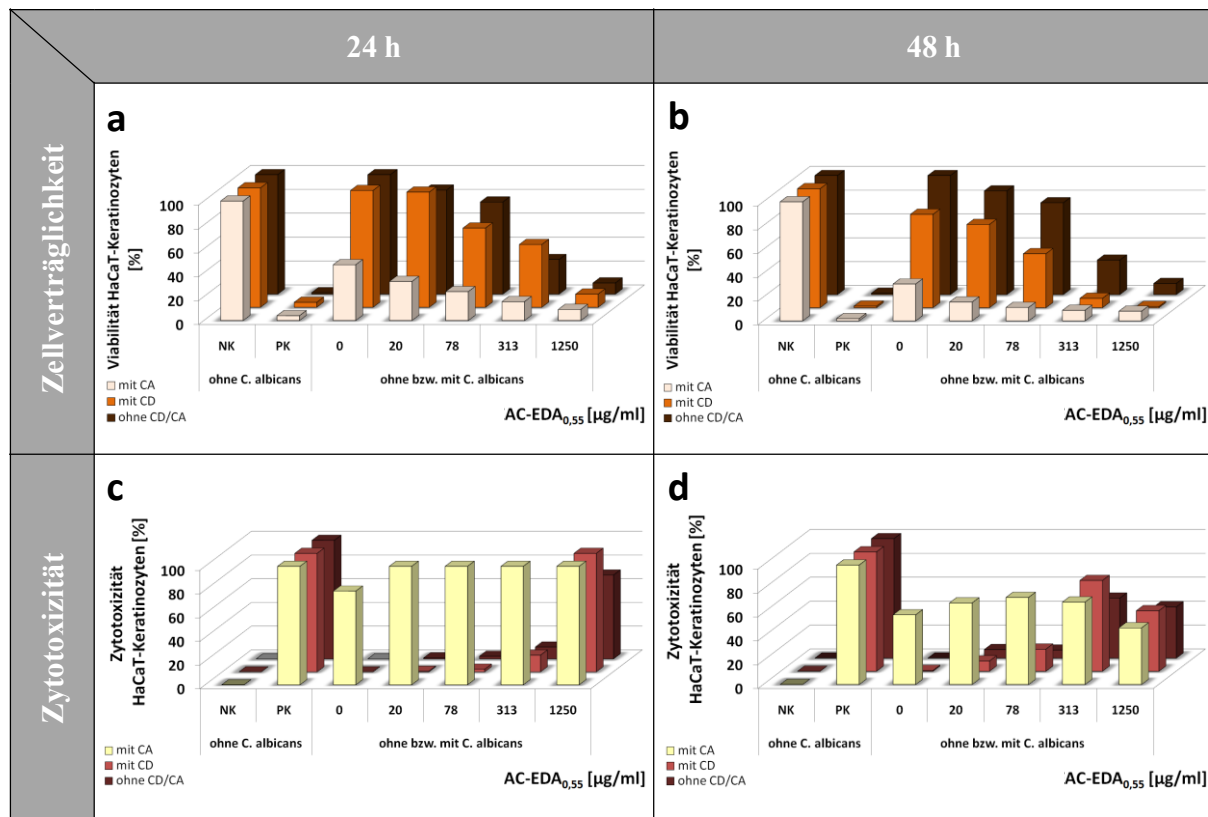 24 h
48 h
Zellverträglichkeit
a
Viabilität HaCaT-Keratinozyten
[%]
100
80
60
40
20
0
NK PK 0 20 78 313 1250
ohne C. albicans ohne bzw. mit C. albicans
mit CA
mit CD
ohne CD/CA
AC-EDA0,55 [µg/ml]
b
Viabilität HaCaT-Keratinozyten
[%]
100
80
60
40
20
0
NK PK 0 20 78 313 1250
ohne C. albicans ohne bzw. mit C. albicans
mit CA
mit CD
ohne CD/CA
AC-EDA0,55 [µg/ml]
Zytotoxizität
c
Zytotoxizität
HaCaT-Keratinozyten [%]
100
80
60
40
20
0
NK PK 0 20 78 313 1250
ohne C. albicans ohne bzw. mit C. albicans
mit CA
mit CD
ohne CD/CA
AC-EDA0,55 [µg/ml]
d
Zytotoxizität
HaCaT-Keratinozyten [%]
100
80
60
40
20
0
NK PK 0 20 78 313 1250
ohne C. albicans ohne bzw. mit C. albicans
mit CA
mit CD
ohne CD/CA
AC-EDA0,55 [µg/ml]